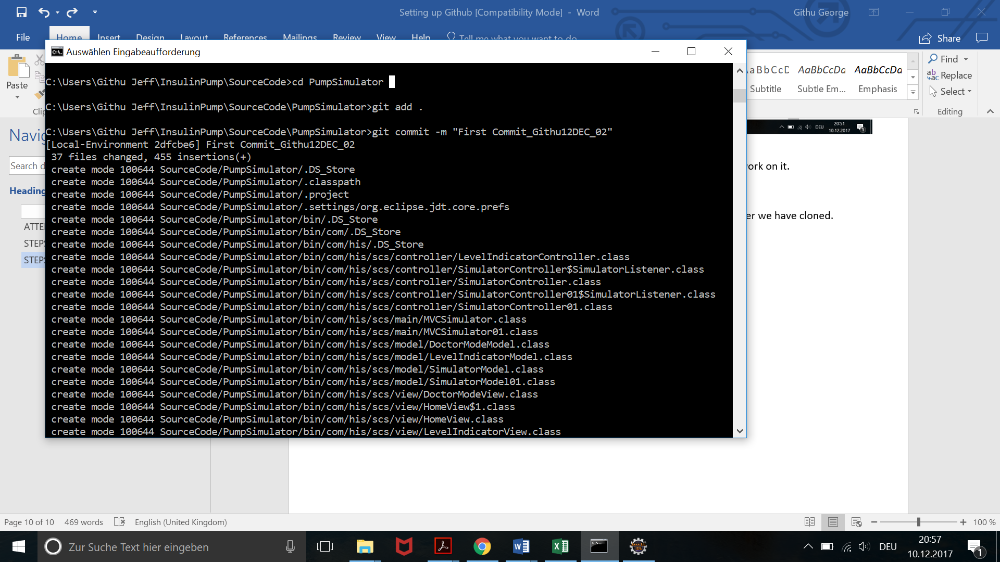 Setting up Github [Compatibility Mode] - Word
Githu George
File Home Insert Design Layout References Mailings Review View Help Tell me what you want to do
Share
Auswählen Eingabeaufforderung
Paste
AaBbCcDd AaBbCcDd
Subtitle Subtle Em... Emphasis
Find
Replace
Select
Editing
C:\Users\Githu Jeff\InsulinPump\SourceCode>cd PumpSimulator
C:\Users\Githu Jeff\InsulinPump\SourceCode\PumpSimulator>git add .
C:\Users\Githu Jeff\InsulinPump\SourceCode\PumpSimulator>git commit -m "First Commit_Githu12DEC_02"
[Local-Environment 2dfcbe6] First Commit_Githu12DEC_02
37 files changed, 455 insertions(+)
create mode 100644 SourceCode/PumpSimulator/.DS_Store
create mode 100644 SourceCode/PumpSimulator/.classpath
create mode 100644 SourceCode/PumpSimulator/.project
create mode 100644 SourceCode/PumpSimulator/.settings/org.eclipse.jdt.core.prefs
create mode 100644 SourceCode/PumpSimulator/bin/.DS_Store
create mode 100644 SourceCode/PumpSimulator/bin/com/.DS_Store
create mode 100644 SourceCode/PumpSimulator/bin/com/his/.DS_Store
create mode 100644 SourceCode/PumpSimulator/bin/com/his/scs/controller/LevelIndicatorController.class
create mode 100644 SourceCode/PumpSimulator/bin/com/his/scs/controller/SimulatorController$SimulatorListener.class
create mode 100644 SourceCode/PumpSimulator/bin/com/his/scs/controller/SimulatorController.class
create mode 100644 SourceCode/PumpSimulator/bin/com/his/scs/controller/SimulatorController01$SimulatorListener.class
create mode 100644 SourceCode/PumpSimulator/bin/com/his/scs/controller/SimulatorController01.class
create mode 100644 SourceCode/PumpSimulator/bin/com/his/scs/main/MVCSimulator.class
create mode 100644 SourceCode/PumpSimulator/bin/com/his/scs/main/MVCSimulator01.class
create mode 100644 SourceCode/PumpSimulator/bin/com/his/scs/model/DoctorModeModel.class
create mode 100644 SourceCode/PumpSimulator/bin/com/his/scs/model/LevelIndicatorModel.class
create mode 100644 SourceCode/PumpSimulator/bin/com/his/scs/model/SimulatorModel.class
create mode 100644 SourceCode/PumpSimulator/bin/com/his/scs/model/SimulatorModel01.class
create mode 100644 SourceCode/PumpSimulator/bin/com/his/scs/view/DoctorModeView.class
create mode 100644 SourceCode/PumpSimulator/bin/com/his/scs/view/HomeView$1.class
create mode 100644 SourceCode/PumpSimulator/bin/com/his/scs/view/HomeView.class
create mode 100644 SourceCode/PumpSimulator/bin/com/his/scs/view/LevelIndicatorView.class
Clip
Navig
Search d
Heading
ATTE
STEP
STEP
DEU 20:51
10.12.2017
ork on it.
er we have cloned.
Page 10 of 10 469 words English (United Kingdom)
100 %
Zur Suche Text hier eingeben
Java EE
IDE
DEU
20:57
10.12.2017
1